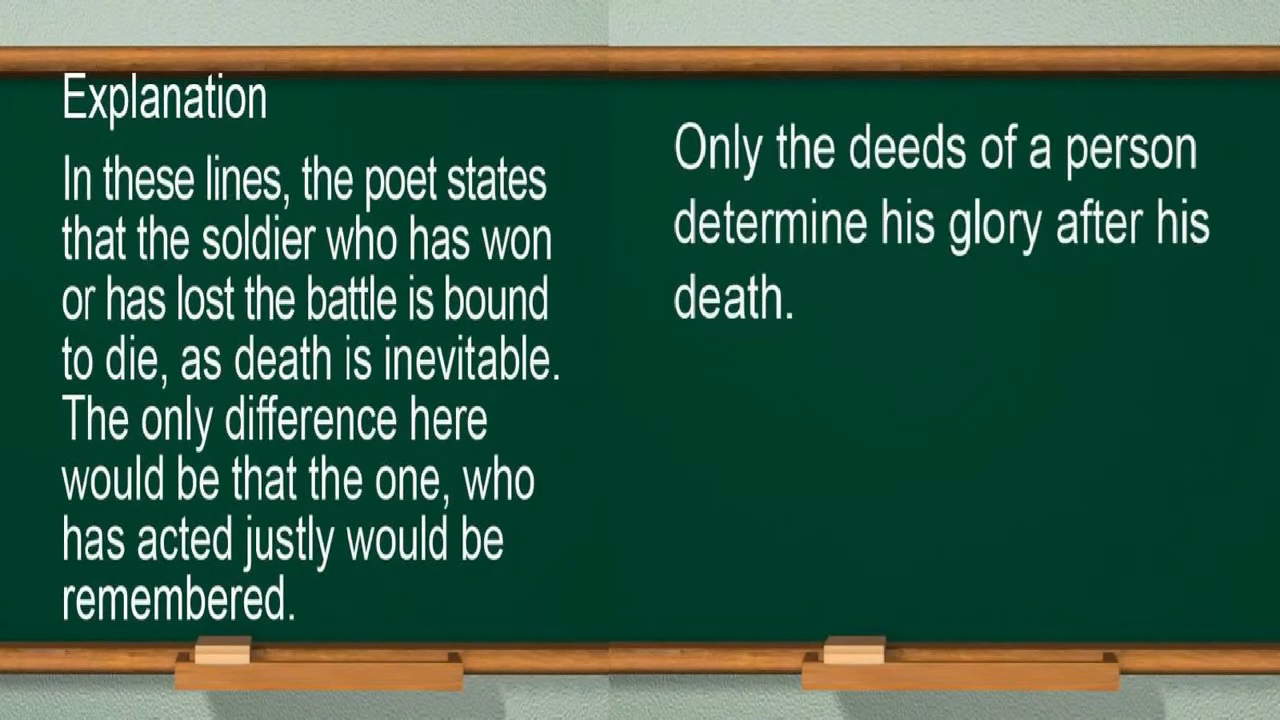 Explanation
In these lines, the poet states
that the soldier who has won
or has lost the battle is bound
to die, as death is inevitable.
The only difference here
would be that the one, who
has acted justly would be
remembered.
Only the deeds of a person
determine his glory after his
death.